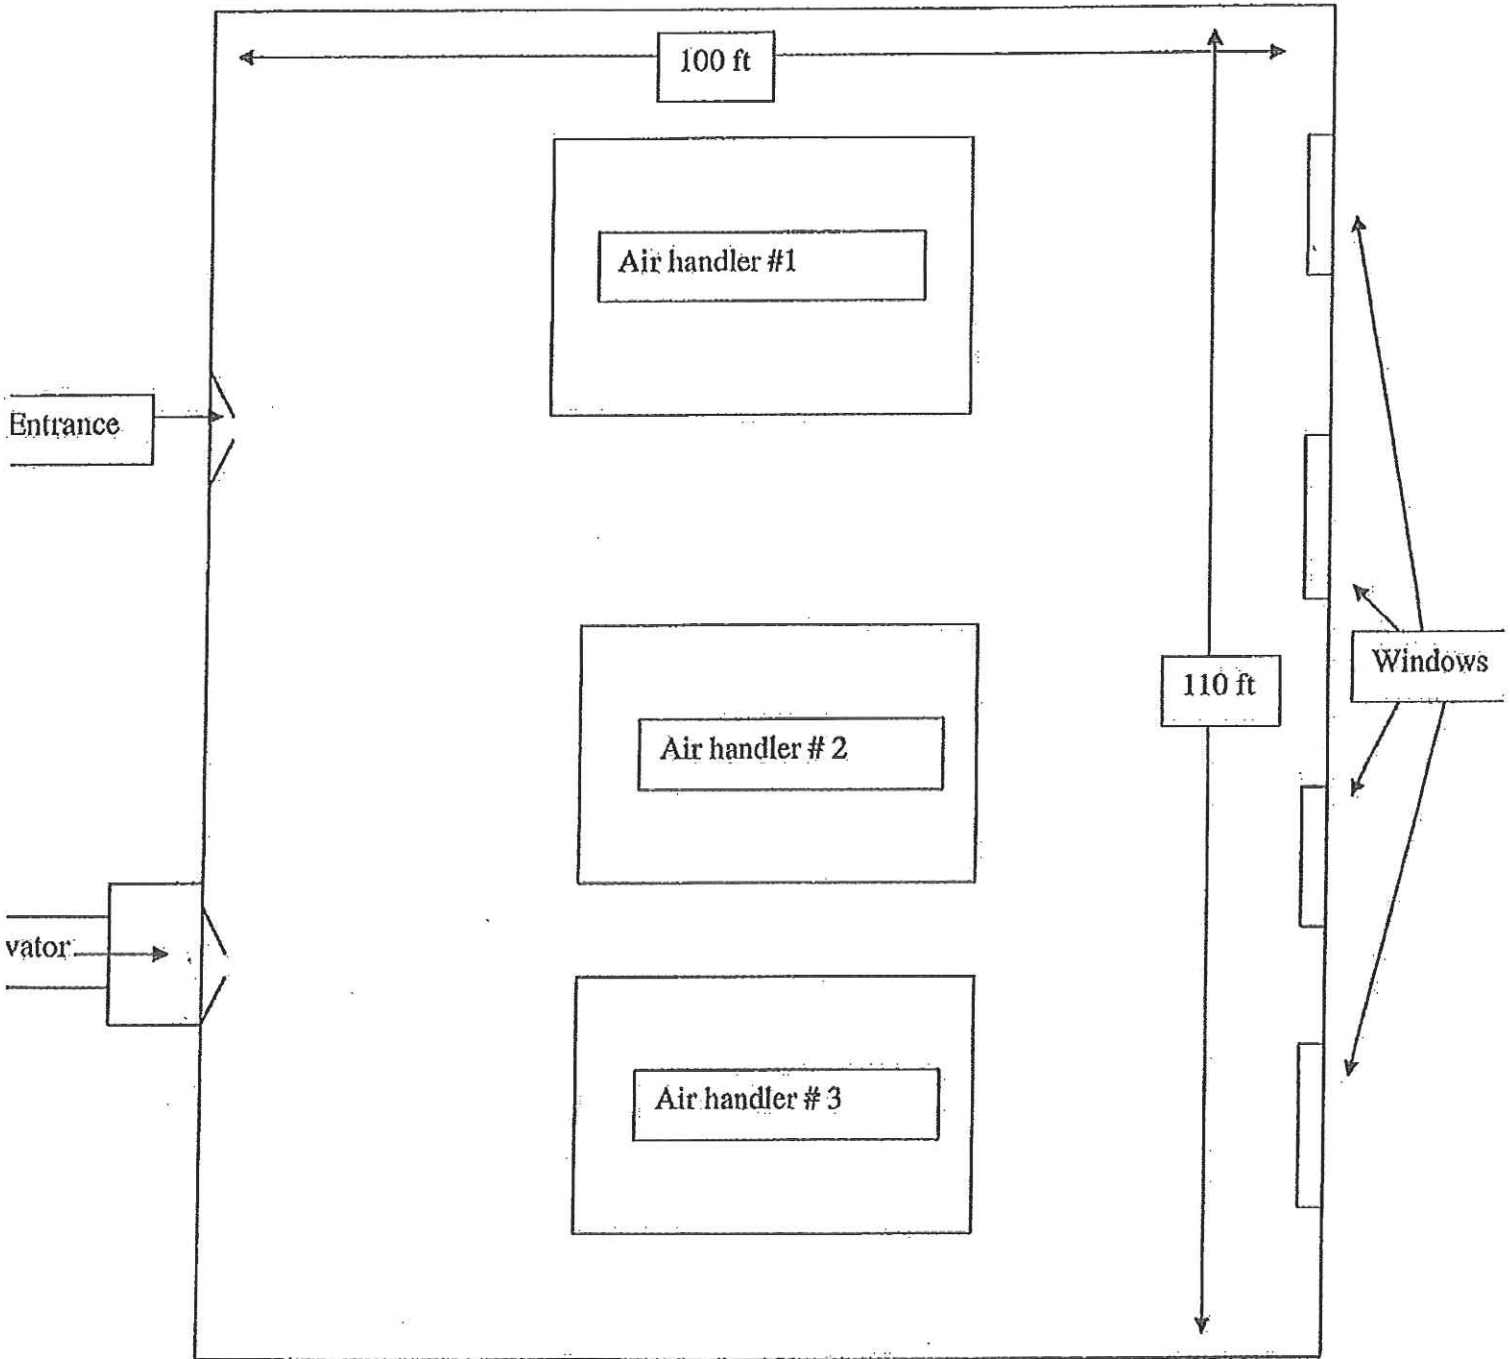 100 ft
Air handler #1
Entrance
Windows
110 ft
Air handler # 2
vator
Air handler # 3